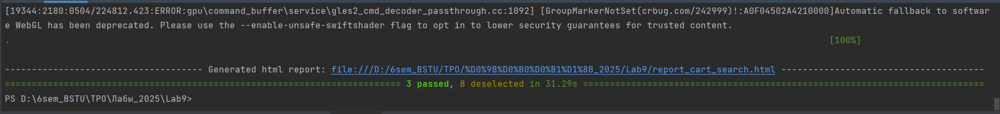 [19344:2180:0504/224812.423:ERROR:gpu\command_buffer\service\gles2_cmd_decoder_passthrough.cc:1092] [GroupMarkerNotSet(crbug.com/242999)!:A0F04502A4210000]Automatic fallback to softwar
e WebGL has been deprecated. Please use the --enable-unsafe-swiftshader flag to opt in to lower security guarantees for trusted content.
. [100%]
------------------------------------- Generated html report: file:///D:/6sem_BSTU/TPO/%D0%9B%D0%B0%D0%B1%D1%8B_2025/Lab9/report_cart_search.html --------------------------------------
========================================================================== 3 passed, 8 deselected in 31.29s ===========================================================================
PS D:\6sem_BSTU\TPO\Лабы_2025\Lab9>